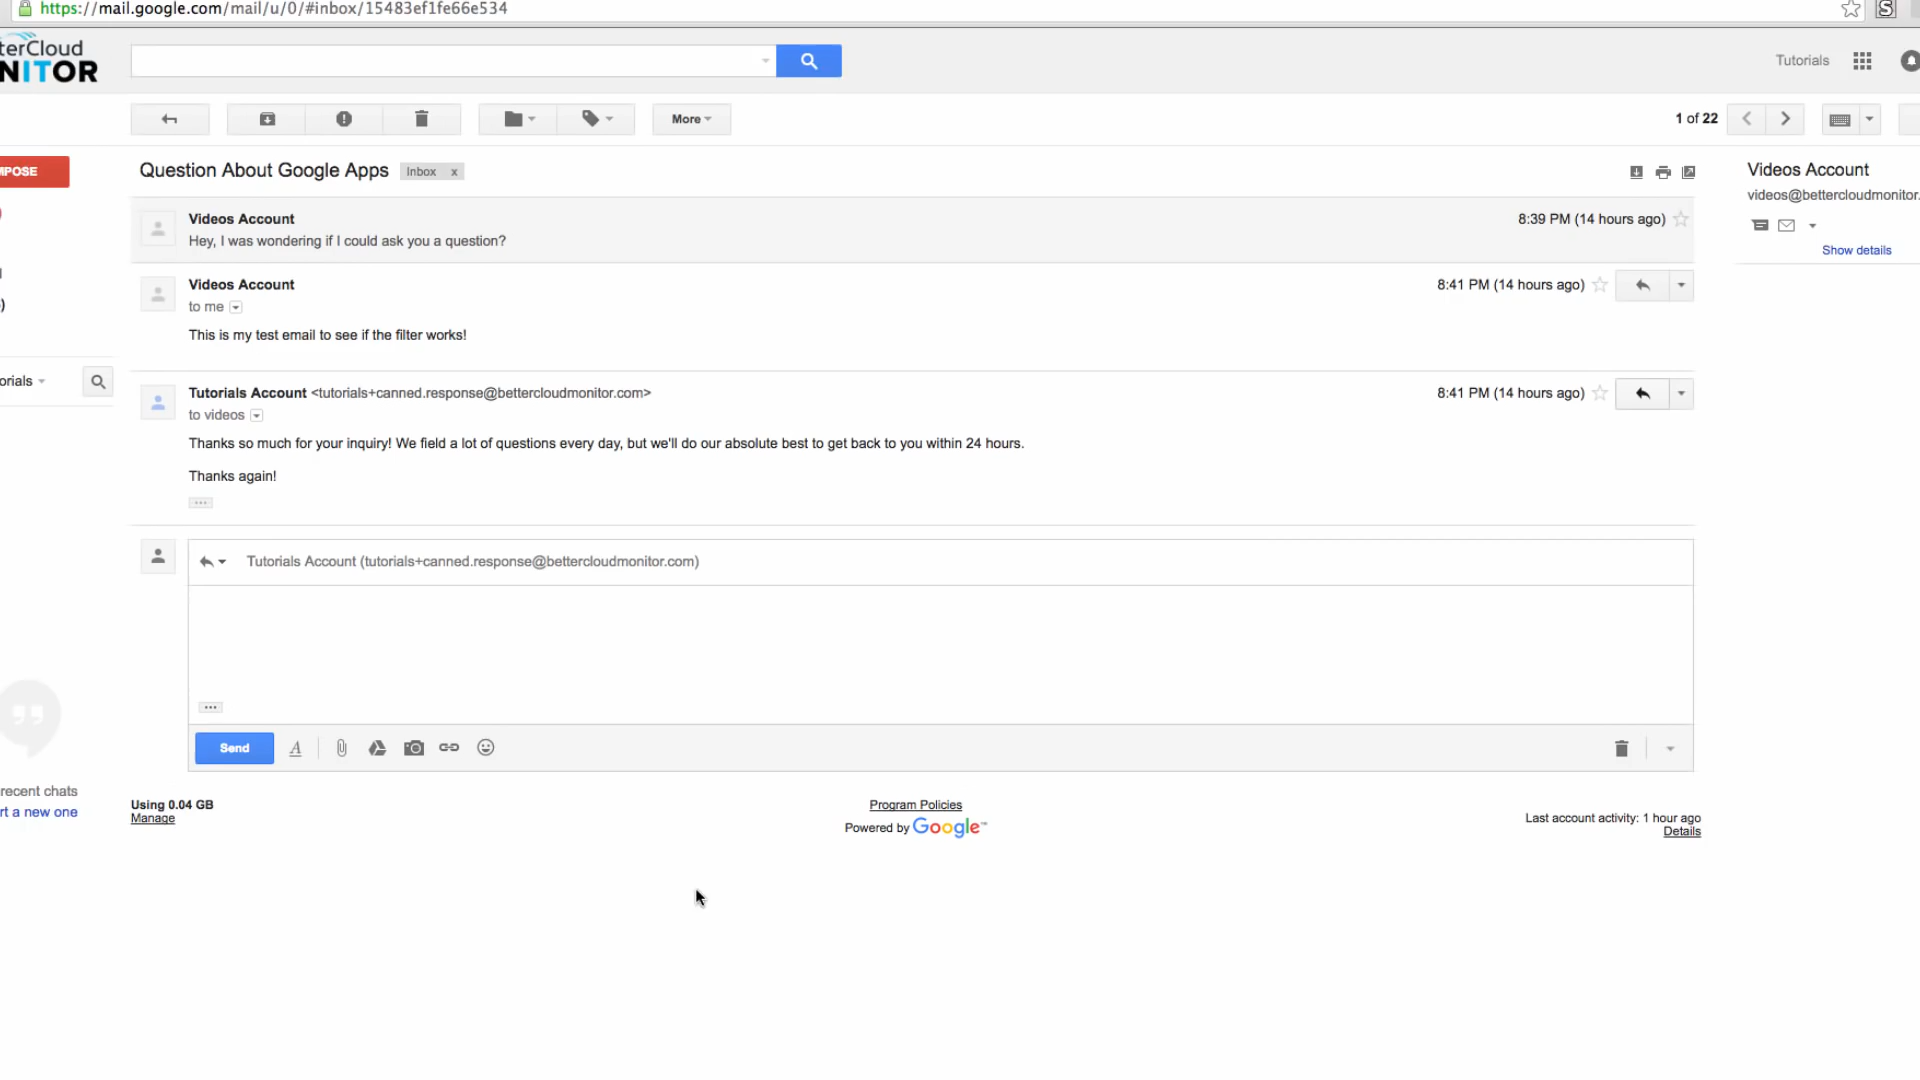 https://mail.google.com/mail/u/0/#inbox/15483ef1fe66e534
terCloud
NITOR
Tutorials
More
1 of 22
MPOSE
Question About Google Apps Inbox x
Videos Account
videos@bettercloudmonitor.
Show details
Videos Account 8:39 PM (14 hours ago)
Hey, I was wondering if I could ask you a question?
Videos Account 8:41 PM (14 hours ago)
to me
This is my test email to see if the filter works!
orials
Tutorials Account <tutorials+canned.response@bettercloudmonitor.com> 8:41 PM (14 hours ago)
to videos
Thanks so much for your inquiry! We field a lot of questions every day, but we'll do our absolute best to get back to you within 24 hours.
Thanks again!
Tutorials Account (tutorials+canned.response@bettercloudmonitor.com)
Send
recent chats
rt a new one
Using 0.04 GB
Manage
Program Policies
Powered by Google™
Last account activity: 1 hour ago
Details